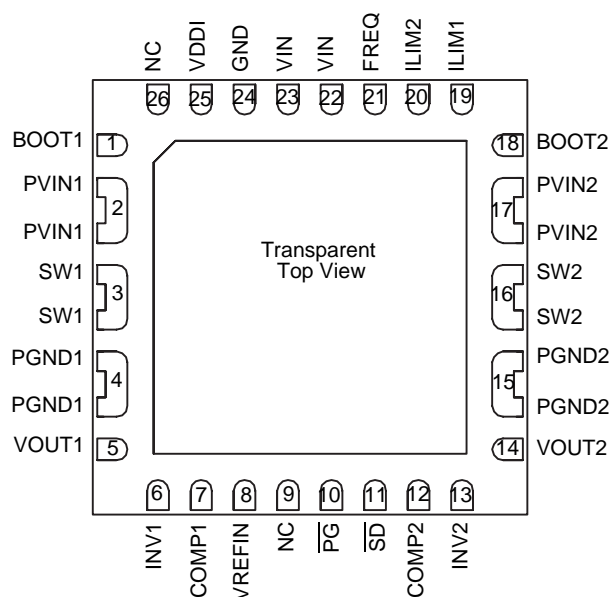 NC
VDDI
GND
VIN
VIN
FREQ
ILIM2
ILIM1
26
25
24
23
22
21
20
19
BOOT1
1
18
BOOT2
PVIN1
2
PVIN1
17
PVIN2
PVIN2
SW1
3
SW1
16
SW2
SW2
PGND1
4
PGND1
15
PGND2
PGND2
VOUT1
5
14
VOUT2
Transparent
Top View
6
7
8
9
10
11
12
13
INV1
COMP1
VREFIN
NC
PG
SD
COMP2
INV2